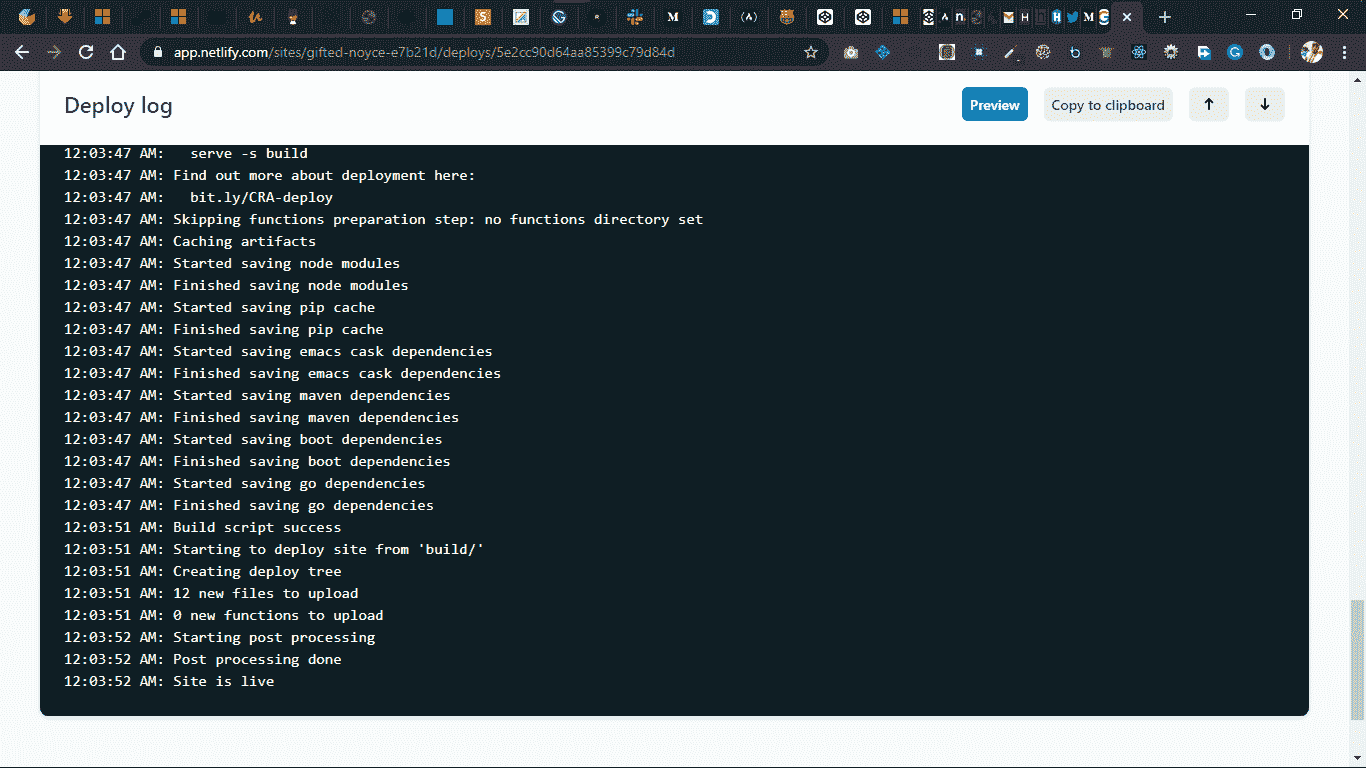 app.netlify.com/sites/gifted-noyce-e7b21d/deploys/5e2cc90d64aa85399c79d84d
Deploy log
Preview
Copy to clipboard
12:03:47 AM:   serve -s build
12:03:47 AM: Find out more about deployment here:
12:03:47 AM:   bit.ly/CRA-deploy
12:03:47 AM: Skipping functions preparation step: no functions directory set
12:03:47 AM: Caching artifacts
12:03:47 AM: Started saving node modules
12:03:47 AM: Finished saving node modules
12:03:47 AM: Started saving pip cache
12:03:47 AM: Finished saving pip cache
12:03:47 AM: Started saving emacs cask dependencies
12:03:47 AM: Finished saving emacs cask dependencies
12:03:47 AM: Started saving maven dependencies
12:03:47 AM: Finished saving maven dependencies
12:03:47 AM: Started saving boot dependencies
12:03:47 AM: Finished saving boot dependencies
12:03:47 AM: Started saving go dependencies
12:03:47 AM: Finished saving go dependencies
12:03:51 AM: Build script success
12:03:51 AM: Starting to deploy site from 'build/'
12:03:51 AM: Creating deploy tree
12:03:51 AM: 12 new files to upload
12:03:51 AM: 0 new functions to upload
12:03:52 AM: Starting post processing
12:03:52 AM: Post processing done
12:03:52 AM: Site is live